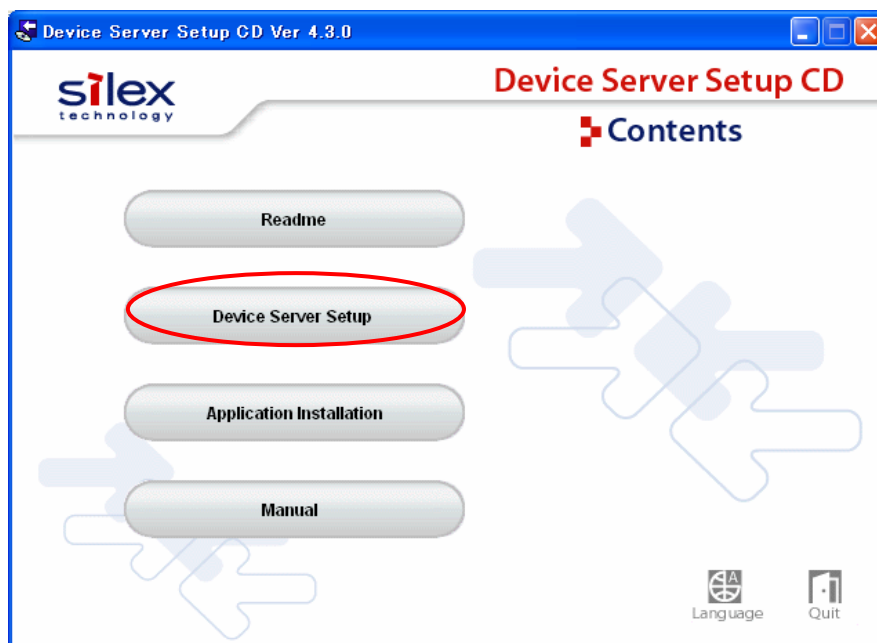 Device Server Setup CD Ver 4.3.0
silex
technology
Device Server Setup CD
Contents
Readme
Device Server Setup
Application Installation
Manual
A
Language
Quit